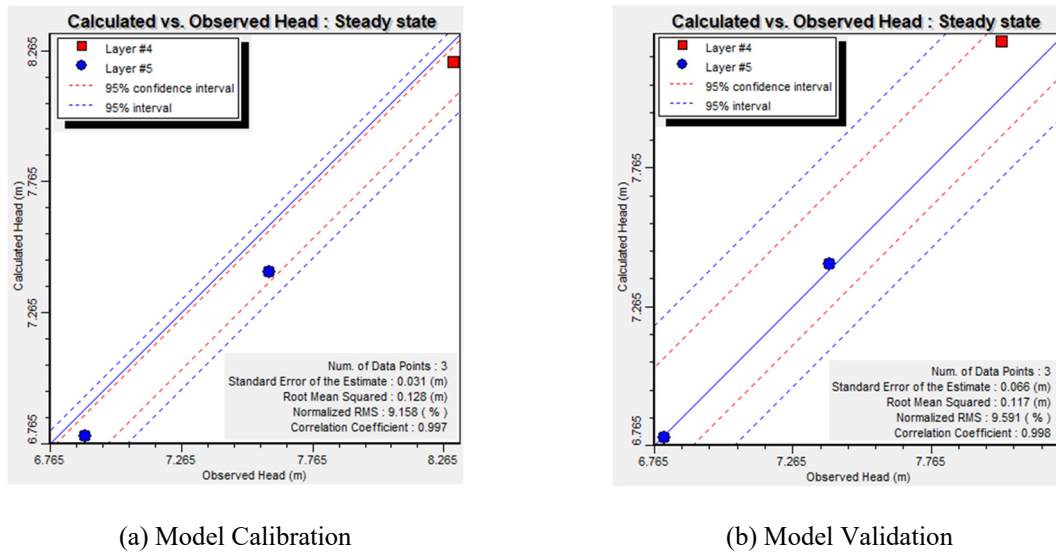 Calculated vs. Observed Head : Steady state
Layer #4
Layer #5
95% confidence interval
95% interval
8.265
7.765
7.265
6.765
Calculated Head (m)
Num. of Data Points : 3
Standard Error of the Estimate : 0.031 (m)
Root Mean Squared : 0.128 (m)
Normalized RMS : 9.158 ( % )
Correlation Coefficient : 0.997
6.765 7.265 7.765 8.265
Observed Head (m)
(a) Model Calibration
Calculated vs. Observed Head : Steady state
Layer #4
Layer #5
95% confidence interval
95% interval
7.765
7.265
6.765
Calculated Head (m)
Num. of Data Points : 3
Standard Error of the Estimate : 0.066 (m)
Root Mean Squared : 0.117 (m)
Normalized RMS : 9.591 ( % )
Correlation Coefficient : 0.998
6.765 7.265 7.765
Observed Head (m)
(b) Model Validation